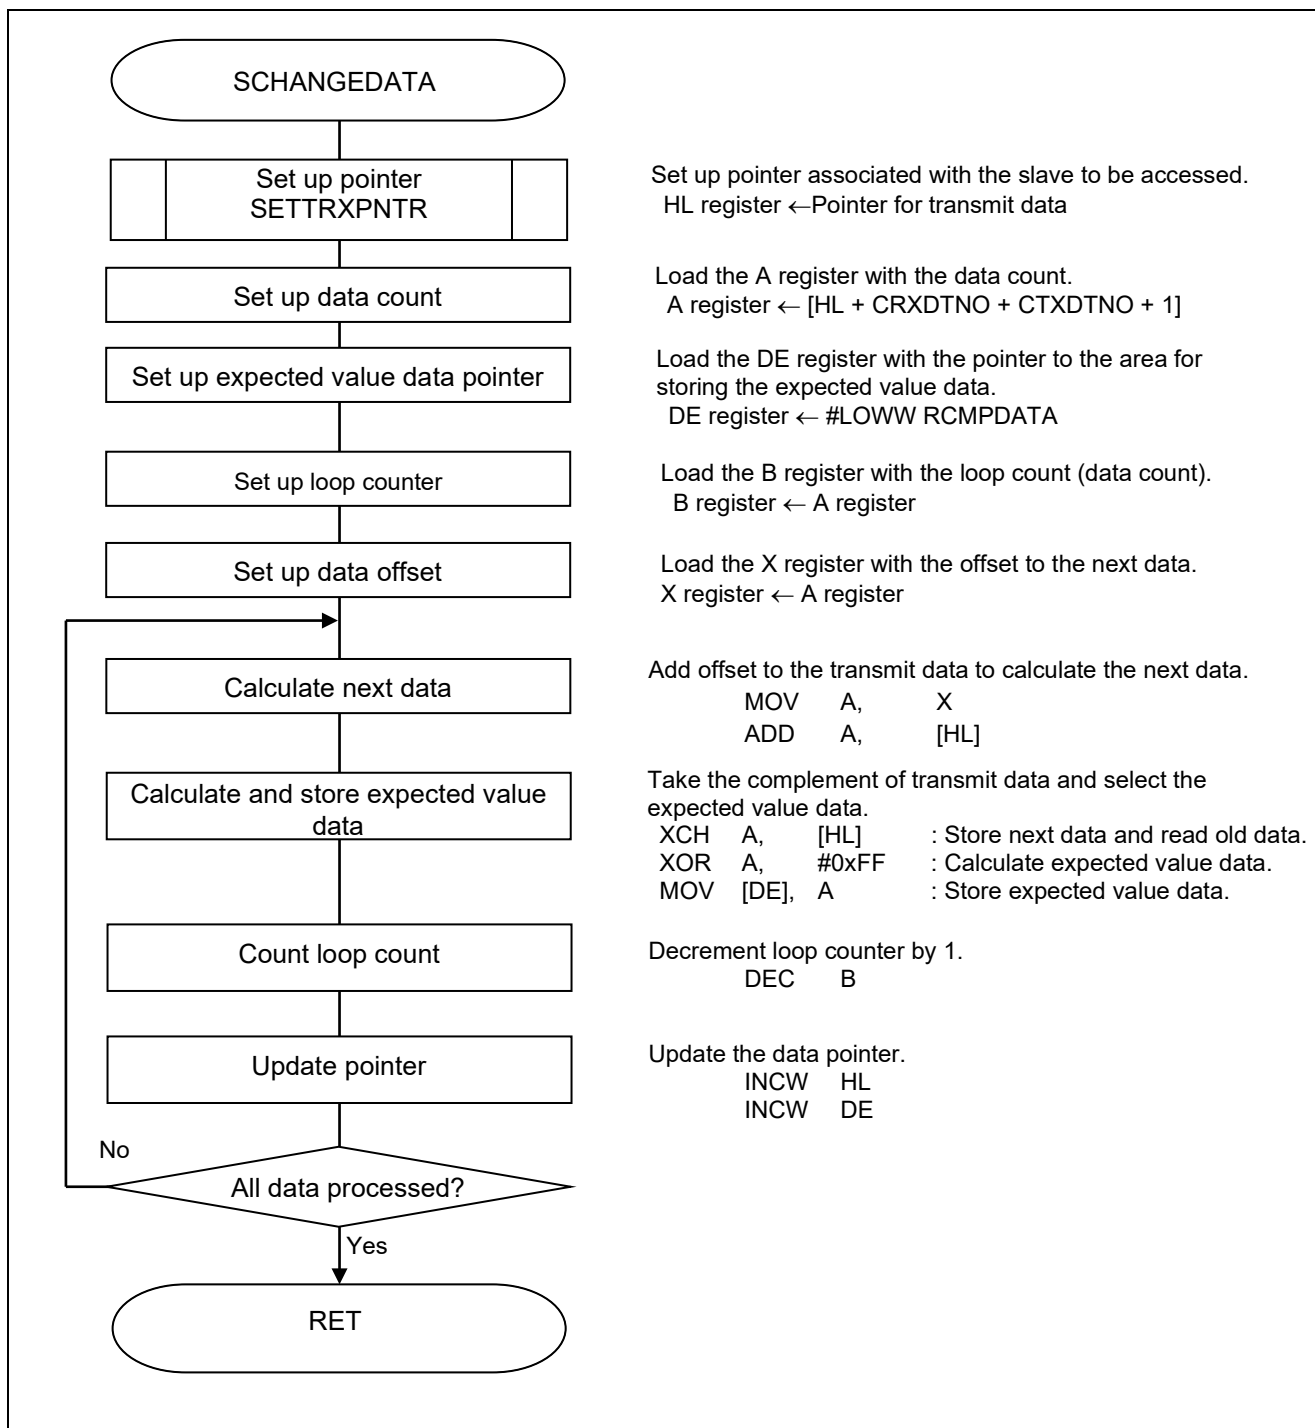 SCHANGEDATA
Set up pointer
SETTRXPNTR
Set up pointer associated with the slave to be accessed.
HL register ←Pointer for transmit data
Set up data count
Load the A register with the data count.
A register ← [HL + CRXDTNO + CTXDTNO + 1]
Set up expected value data pointer
Load the DE register with the pointer to the area for
storing the expected value data.
DE register ← #LOWW RCMPDATA
Set up loop counter
Load the B register with the loop count (data count).
B register ← A register
Set up data offset
Load the X register with the offset to the next data.
X register ← A register
Calculate next data
Add offset to the transmit data to calculate the next data.
MOV A, X
ADD A, [HL]
Calculate and store expected value
data
Take the complement of transmit data and select the
expected value data.
XCH A, [HL] : Store next data and read old data.
XOR A, #0xFF : Calculate expected value data.
MOV [DE], A : Store expected value data.
Count loop count
Decrement loop counter by 1.
DEC B
Update pointer
Update the data pointer.
INCW HL
INCW DE
No
All data processed?
Yes
RET